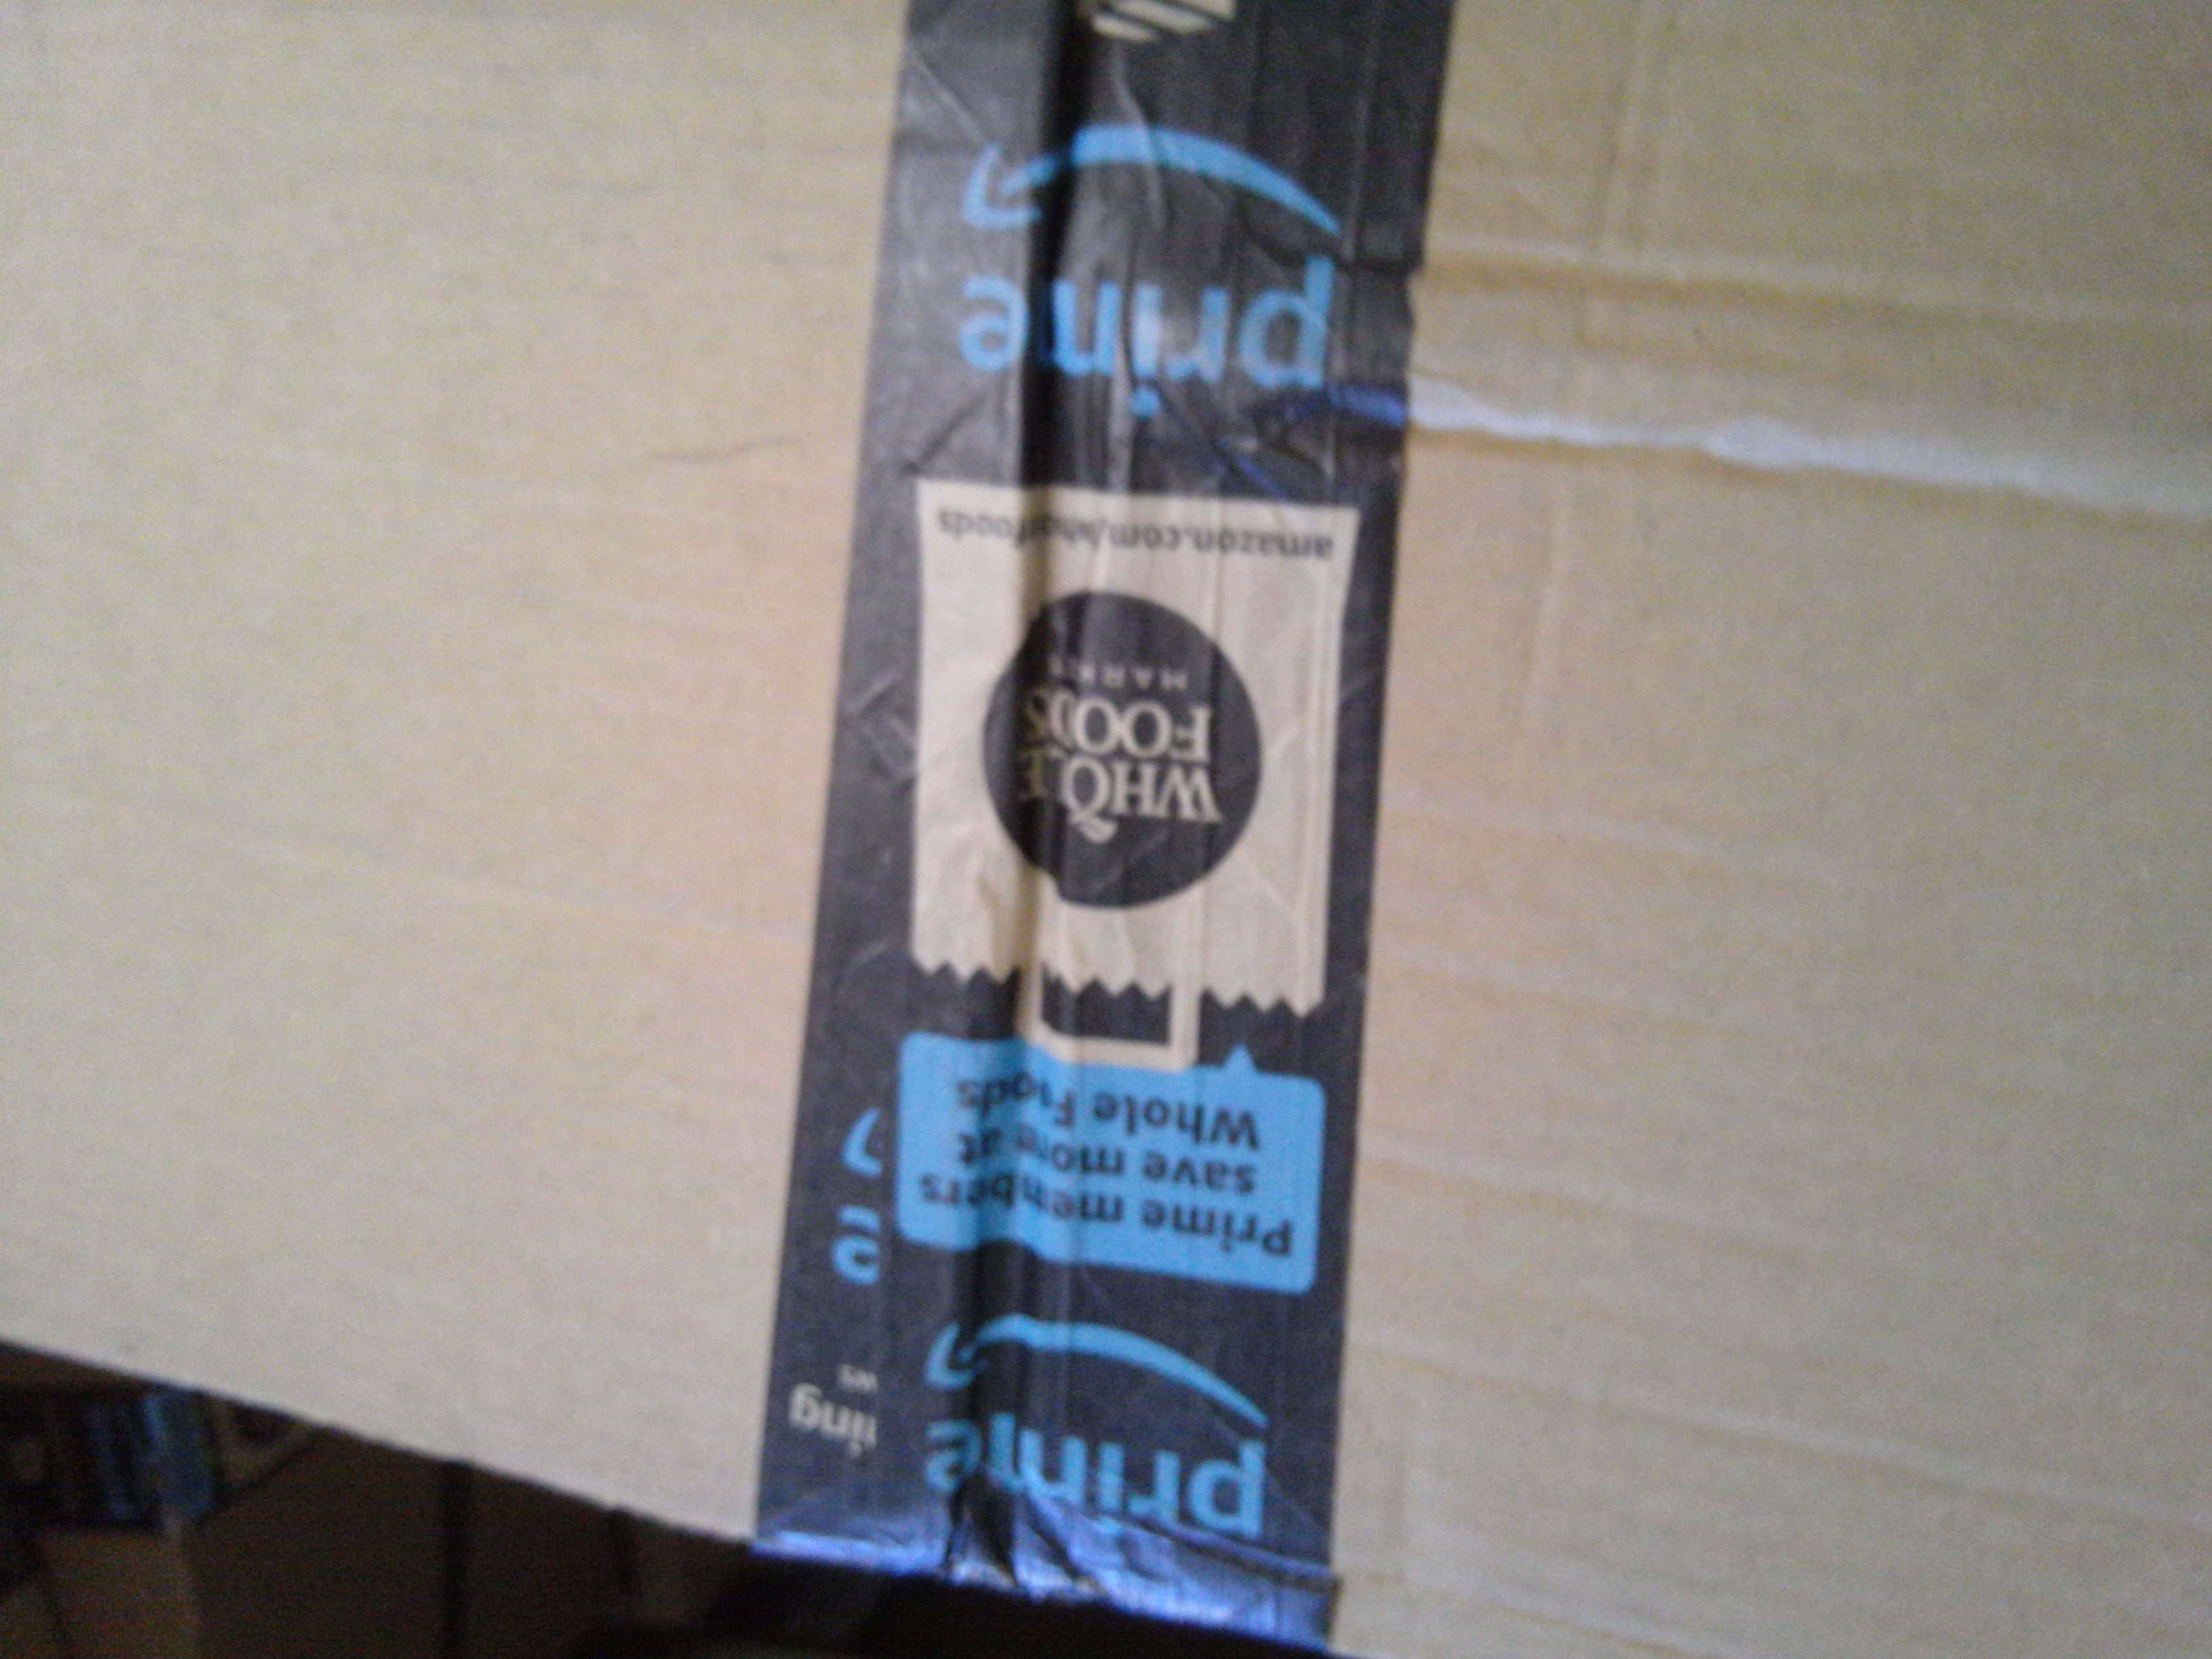 prime
Prime members
save more at
Whole Foods
WHOLE
FOODS
MARKET
amazon.com/wholefoods
prime